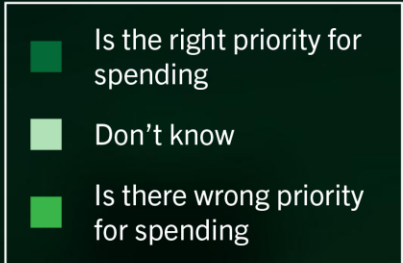 Is the right priority for
spending
Don't know
Is there wrong priority
for spending